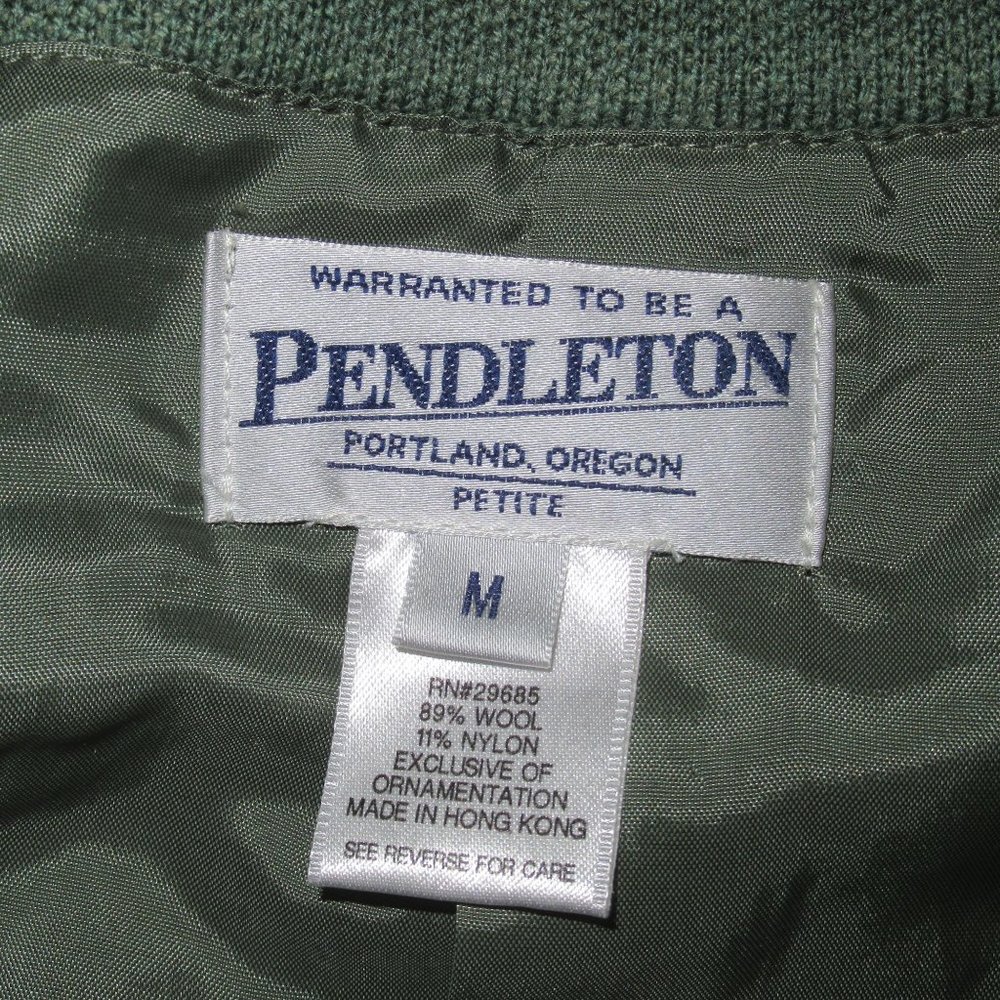 WARRANTED TO BE A
PENDLETON
PORTLAND, OREGON
PETITE
M
RN#29685
89% WOOL
11% NYLON
EXCLUSIVE OF
ORNAMENTATION
MADE IN HONG KONG
SEE REVERSE FOR CARE